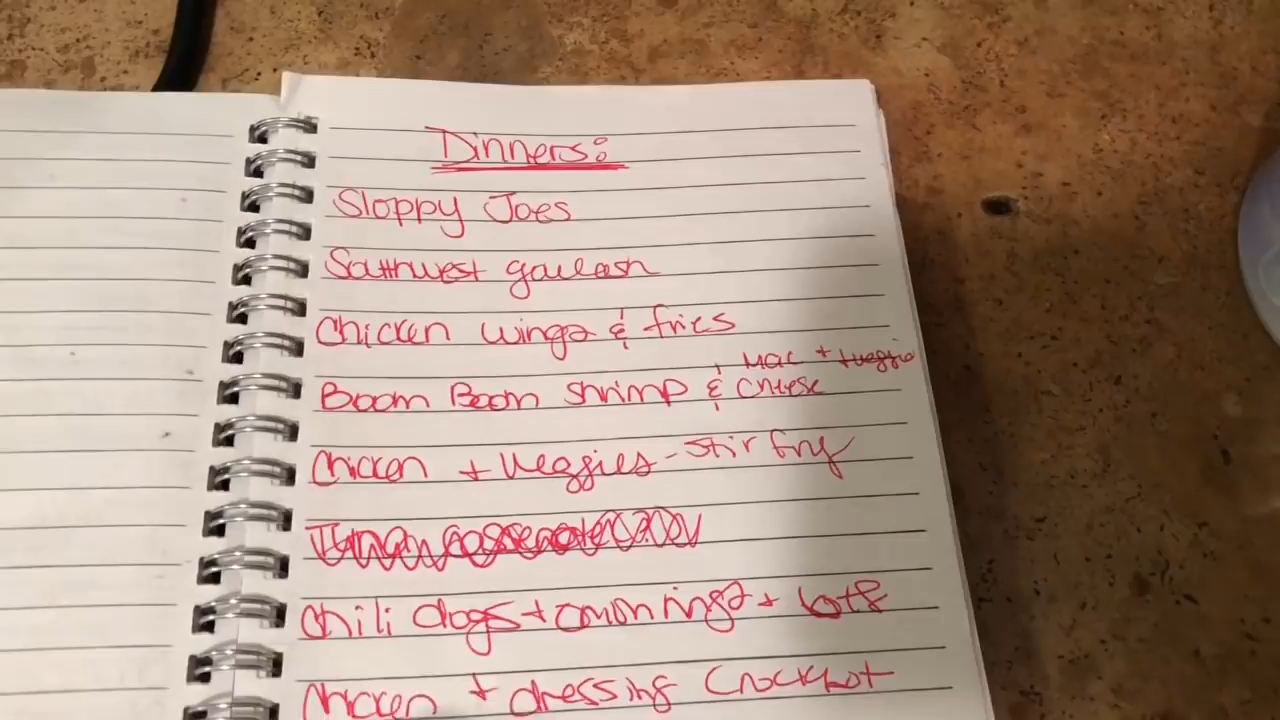 Dinners:
Sloppy Joes
Southwest goulash
Chicken wings & fries
Boom Boom Shrimp & Mac + veggie
Cheese
Chicken + Veggies - Stir fry
Chili dogs + onion rings + tots
Chicken + dressing Crockpot